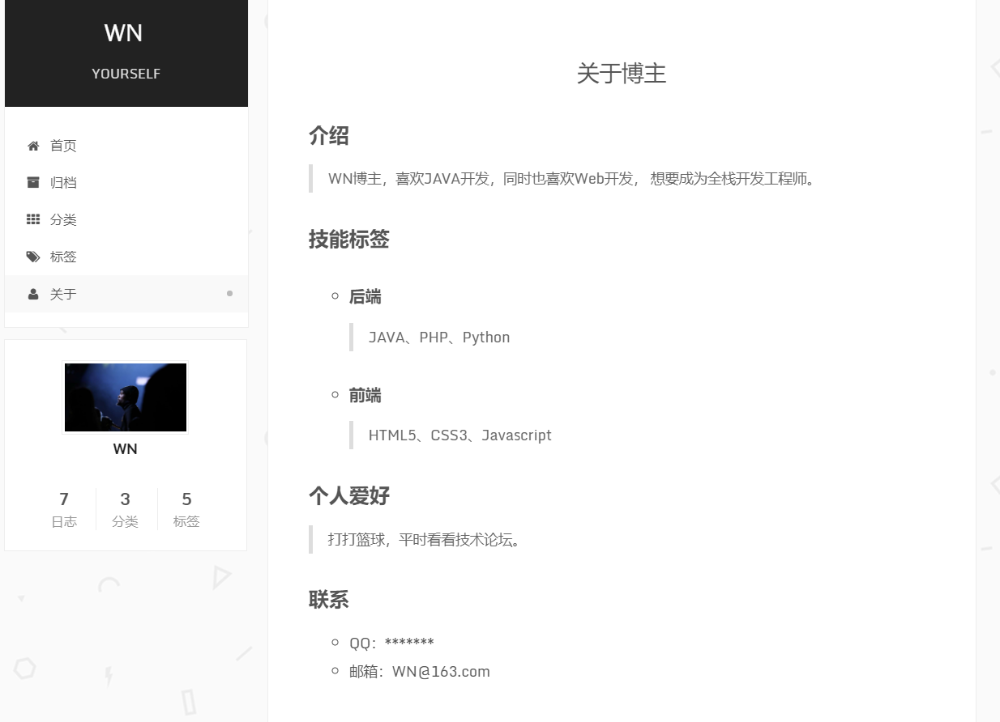 WN
YOURSELF
首页
归档
分类
标签
关于
WN
7 3 5
日志 分类 标签
关于博主
介绍
WN博主，喜欢JAVA开发，同时也喜欢Web开发， 想要成为全栈开发工程师。
技能标签
后端
JAVA、PHP、Python
前端
HTML5、CSS3、Javascript
个人爱好
打打篮球，平时看看技术论坛。
联系
QQ：*******
邮箱：WN@163.com